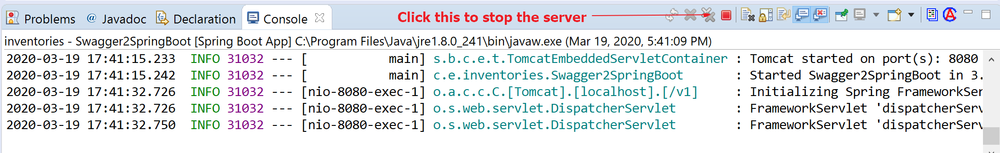 Problems @ Javadoc Declaration Console Click this to stop the server
inventories - Swagger2SpringBoot [Spring Boot App] C:\Program Files\Java\jre1.8.0_241\bin\javaw.exe (Mar 19, 2020, 5:41:09 PM)
2020-03-19 17:41:15.233  INFO 31032 --- [           main] s.b.c.e.t.TomcatEmbeddedServletContainer : Tomcat started on port(s): 8080
2020-03-19 17:41:15.242  INFO 31032 --- [           main] c.e.inventories.Swagger2SpringBoot       : Started Swagger2SpringBoot in 3.
2020-03-19 17:41:32.726  INFO 31032 --- [nio-8080-exec-1] o.a.c.c.C.[Tomcat].[localhost].[/v1]     : Initializing Spring FrameworkSer
2020-03-19 17:41:32.726  INFO 31032 --- [nio-8080-exec-1] o.s.web.servlet.DispatcherServlet        : FrameworkServlet 'dispatcherServ
2020-03-19 17:41:32.750  INFO 31032 --- [nio-8080-exec-1] o.s.web.servlet.DispatcherServlet        : FrameworkServlet 'dispatcherServ